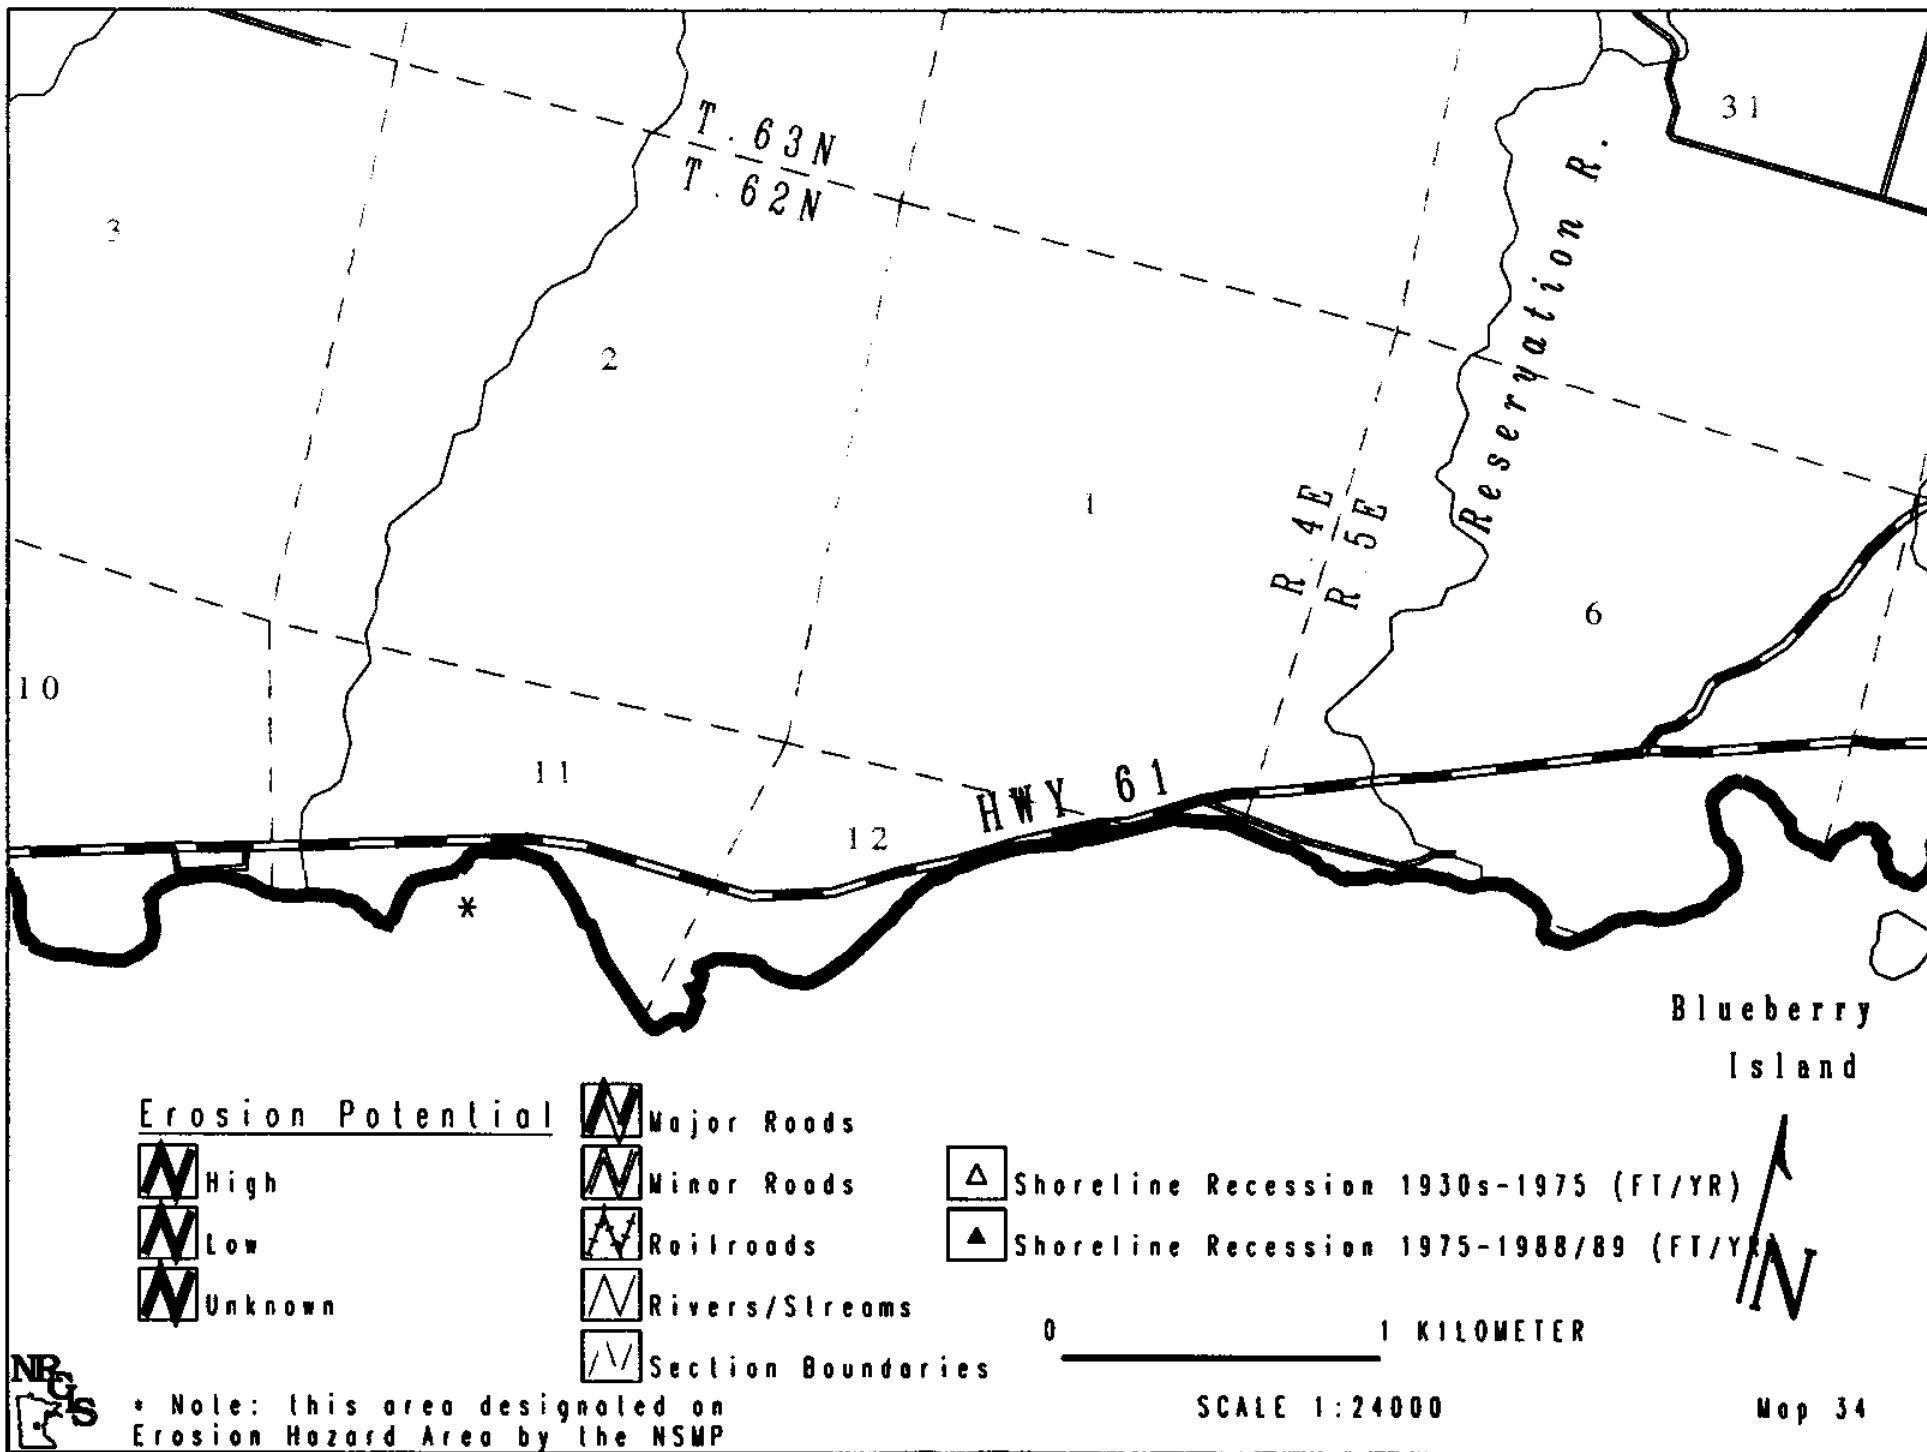 31
T. 63N
T. 62N
Reservation R.
3
2
1
R 4E
R 5E
6
10
11
HWY 61
12
*
Blueberry
Island
Erosion Potential
High
Low
Unknown
Major Roads
Minor Roads
Railroads
Rivers/Streams
Section Boundaries
Shoreline Recession 1930s-1975 (FT/YR)
Shoreline Recession 1975-1988/89 (FT/YR
N
0 1 KILOMETER
SCALE 1:24000
Map 34
NRGIS
* Note: this area designated an
Erosion Hazard Area by the NSMP